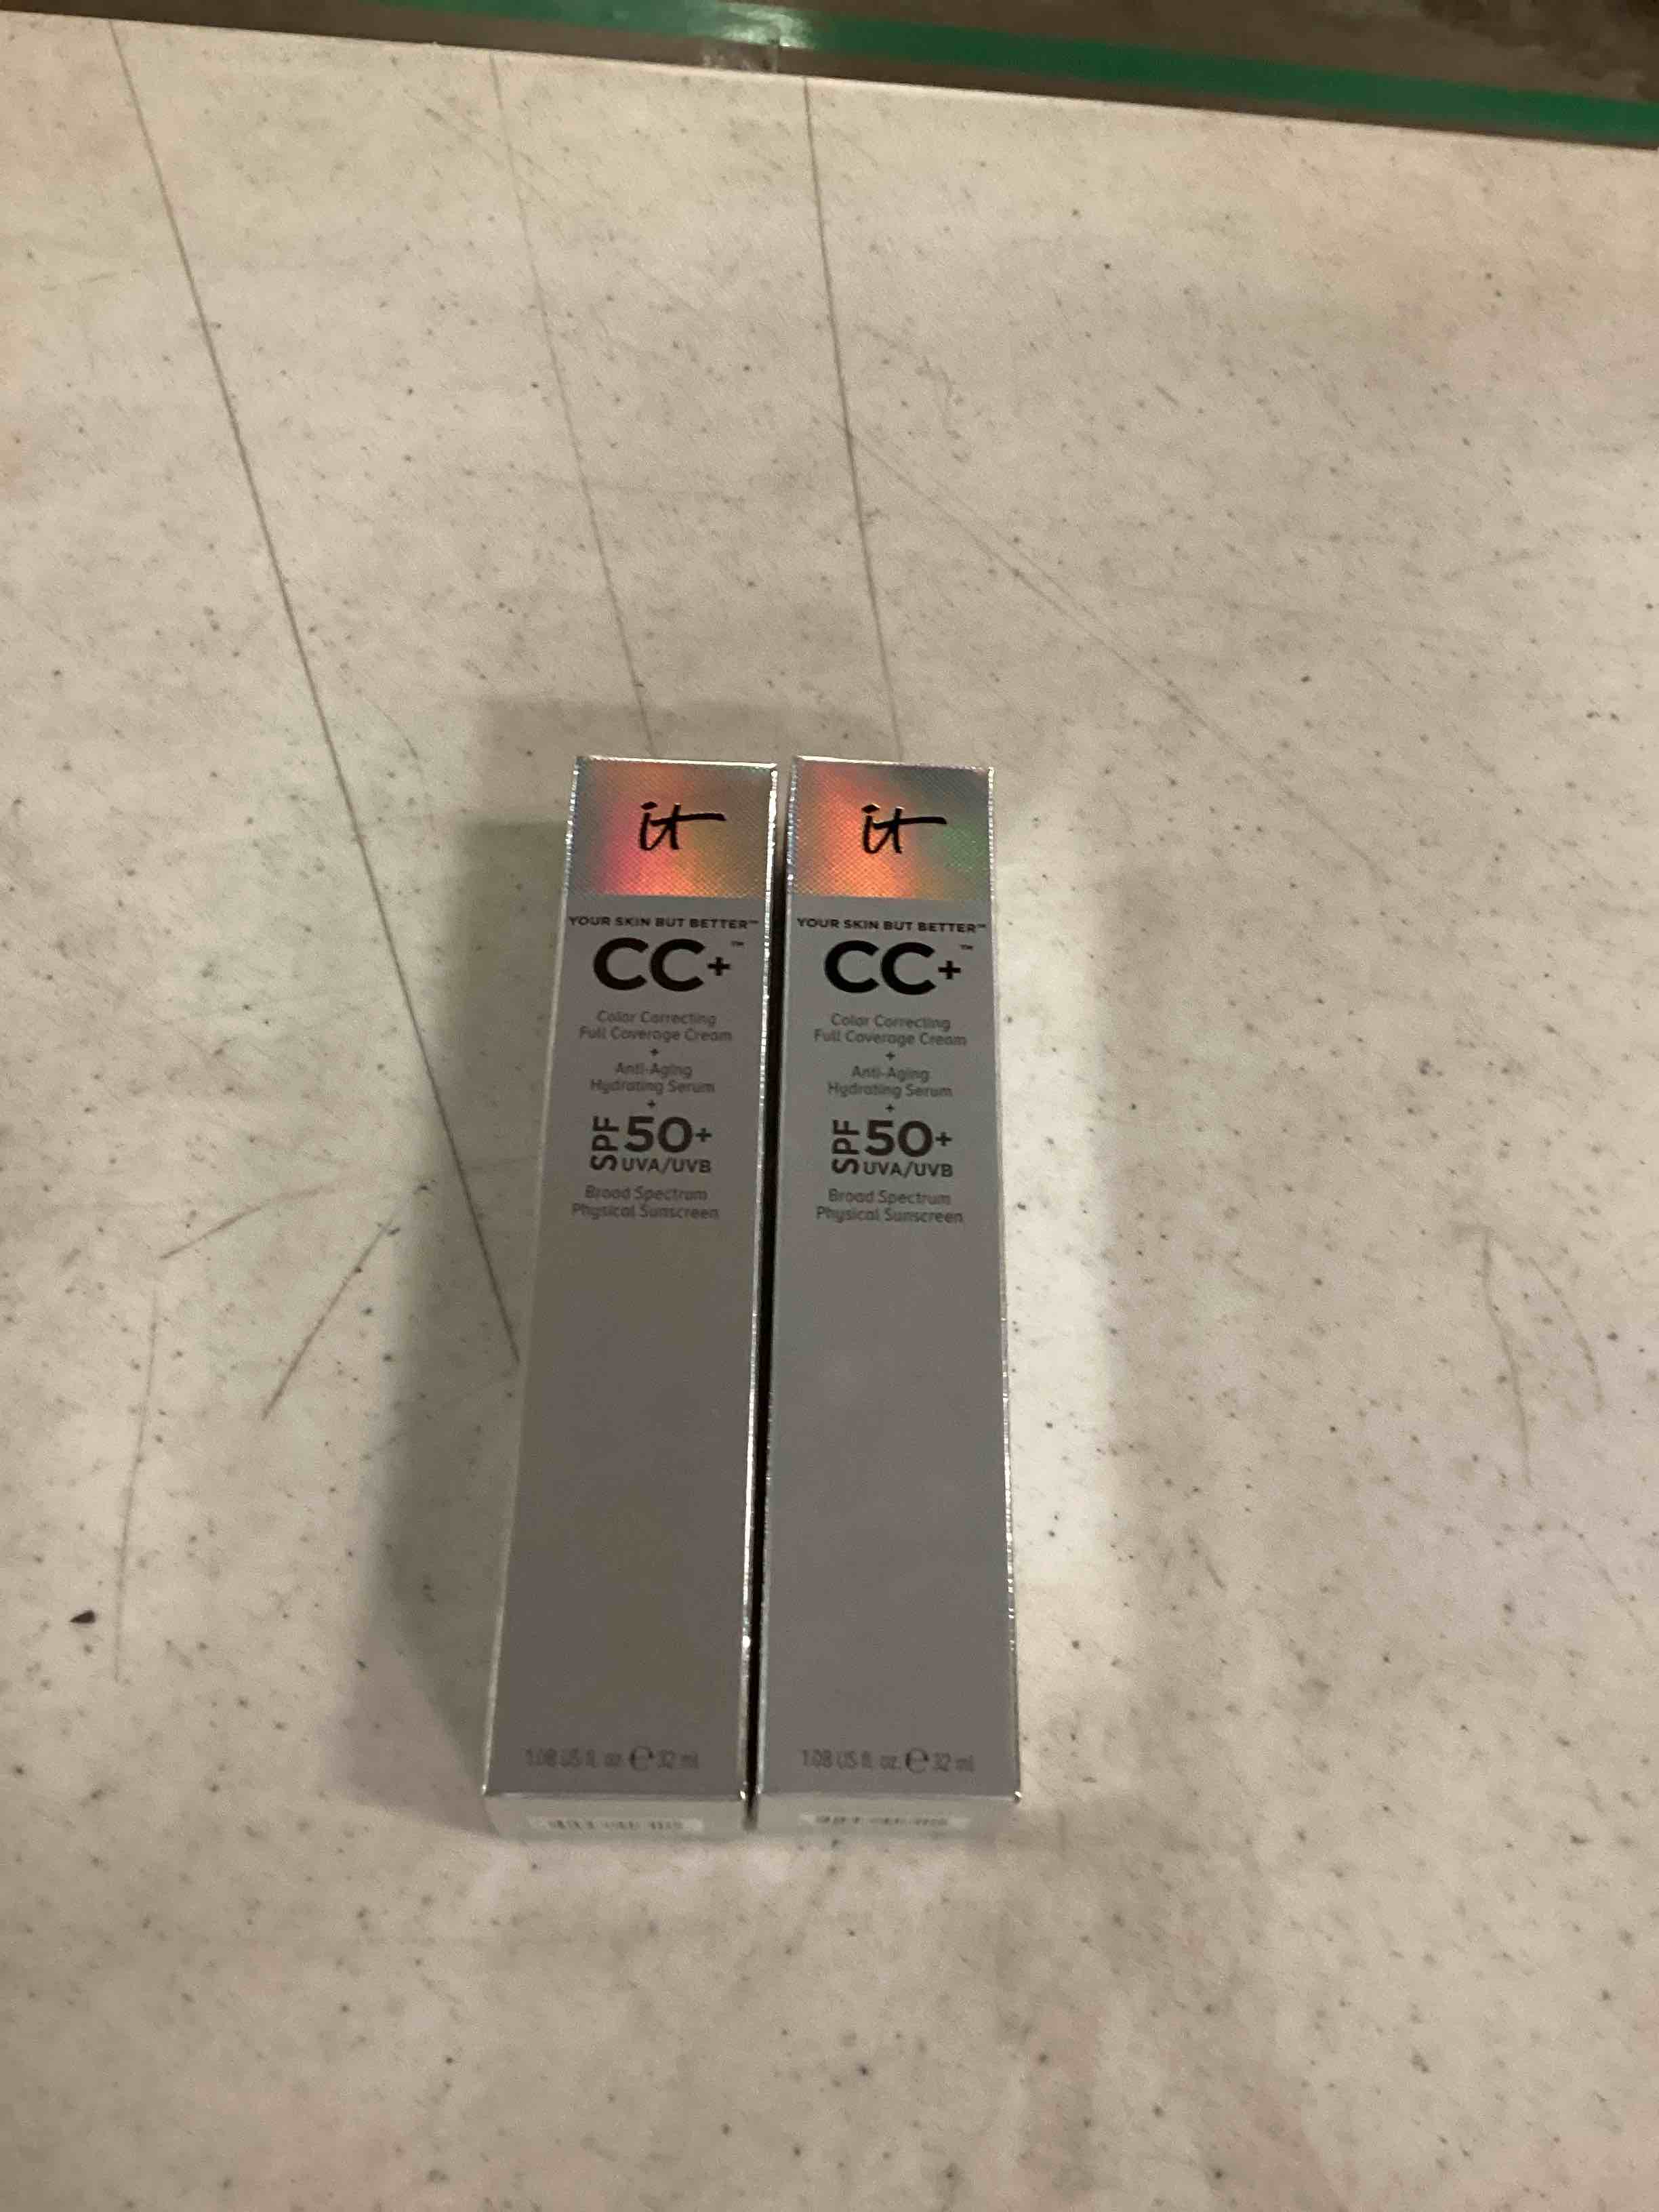 it
YOUR SKIN BUT BETTER™
CC+™
Color Correcting
Full Coverage Cream
+
Anti-Aging
Hydrating Serum
+
SPF 50+
UVA/UVB
Broad Spectrum
Physical Sunscreen
1.08 US fl. oz. ℮ 32 ml
it
YOUR SKIN BUT BETTER™
CC+™
Color Correcting
Full Coverage Cream
+
Anti-Aging
Hydrating Serum
+
SPF 50+
UVA/UVB
Broad Spectrum
Physical Sunscreen
1.08 US fl. oz. ℮ 32 ml